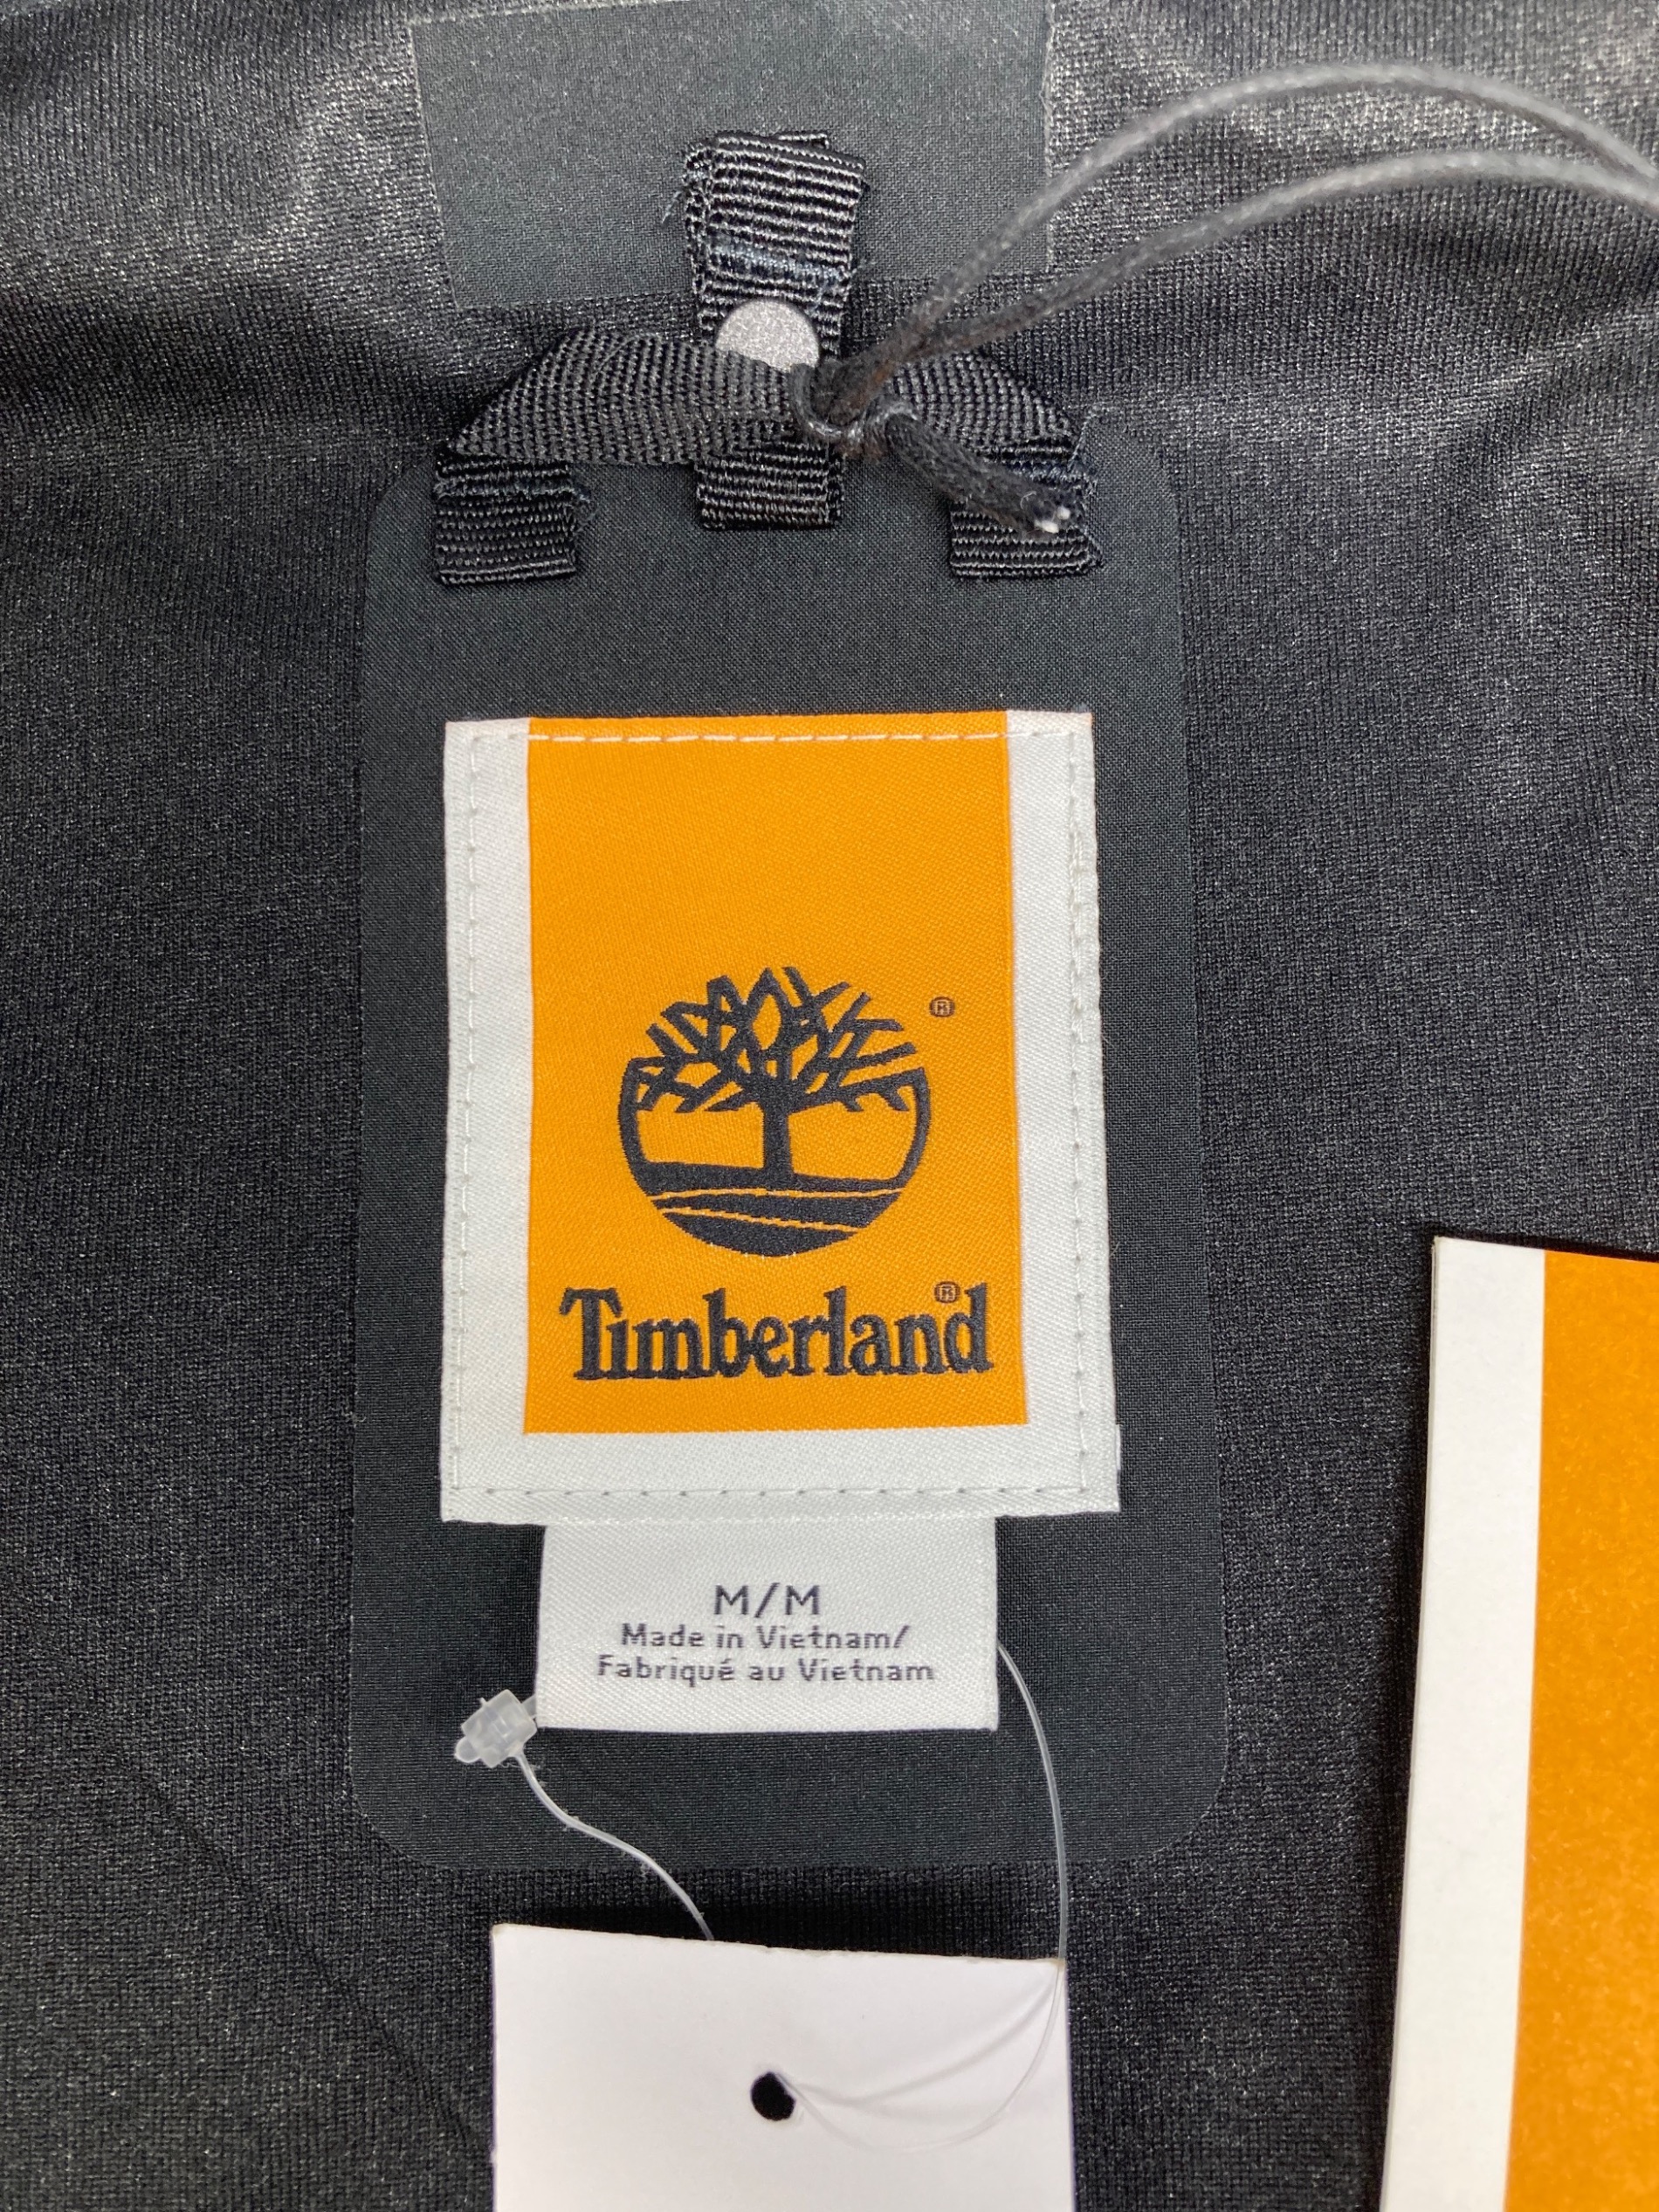 ®
Timberland®
M/M
Made in Vietnam/
Fabriqué au Vietnam